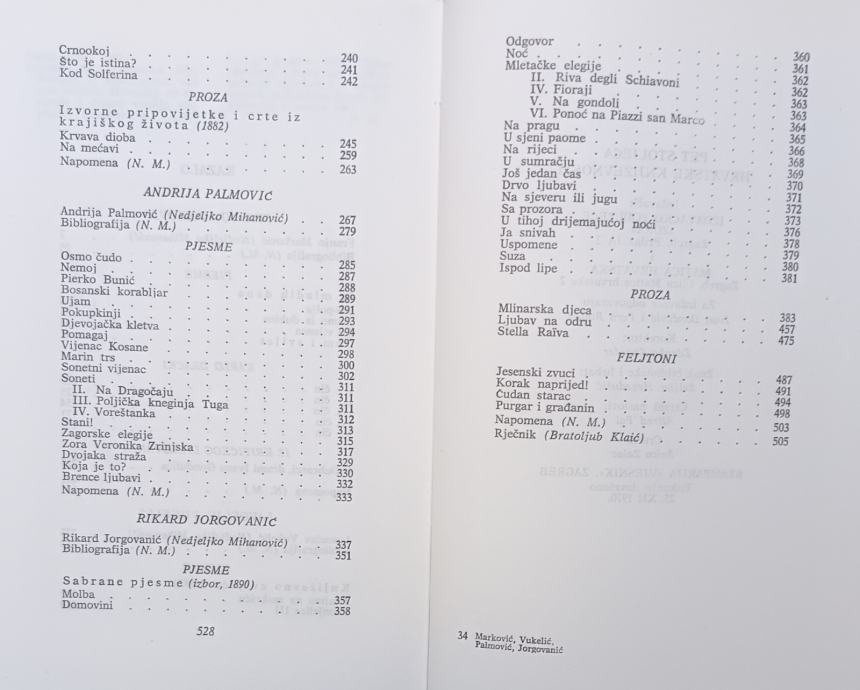 Crnookoj . . . . . . . . . . 240
Što je istina? . . . . . . . . . 241
Kod Solferina . . . . . . . . . 242
PROZA
Izvorne pripovijetke i crte iz
krajiškog života (1882)
Krvava dioba . . . . . . . . . 245
Na mećavi . . . . . . . . . . 259
Napomena (N. M.) . . . . . . . 263
ANDRIJA PALMOVIĆ
Andrija Palmović (Nedjeljko Mihanović) . . 267
Bibliografija (N. M.) . . . . . . . 279
PJESME
Osmo čudo . . . . . . . . . . 285
Nemoj . . . . . . . . . . . 287
Pierko Bunić . . . . . . . . . 288
Bosanski korabljar . . . . . . . 289
Ujam . . . . . . . . . . . 291
Pokupkinji . . . . . . . . . . 293
Djevojačka kletva . . . . . . . . 294
Pomagaj . . . . . . . . . . 297
Vijenac Kosane . . . . . . . . 298
Marin trs . . . . . . . . . . 300
Sonetni vijenac . . . . . . . . 302
Soneti . . . . . . . . . . . 311
II. Na Dragočaju . . . . . . . 311
III. Poljička kneginja Tuga . . . . . 311
IV. Voreštanka . . . . . . . . 312
Stani! . . . . . . . . . . . 313
Zagorske elegije . . . . . . . . 315
Zora Veronika Zrinjska . . . . . . 317
Dvojaka straža . . . . . . . . 329
Koja je to? . . . . . . . . . 330
Brence ljubavi . . . . . . . . 332
Napomena (N. M.) . . . . . . . 333
RIKARD JORGOVANIĆ
Rikard Jorgovanić (Nedjeljko Mihanović) . . 337
Bibliografija (N. M.) . . . . . . . 351
PJESME
Sabrane pjesme (izbor, 1890)
Molba . . . . . . . . . . . 357
Domovini . . . . . . . . . . 358
528
Odgovor . . . . . . . . . . 360
Noć . . . . . . . . . . . 361
Mletačke elegije . . . . . . . . 362
II. Riva degli Schiavoni . . . . . 362
IV. Fioraji . . . . . . . . . 363
V. Na gondoli . . . . . . . . 363
VI. Ponoć na Piazzi san Marco . . . . 364
Na pragu . . . . . . . . . . 365
U sjeni paome . . . . . . . . . 366
Na rijeci . . . . . . . . . . 368
U sumračju . . . . . . . . . 369
Još jedan čas . . . . . . . . . 370
Drvo ljubavi . . . . . . . . . 371
Na sjeveru ili jugu . . . . . . . 372
Sa prozora . . . . . . . . . . 373
U tihoj drijemajućoj noći . . . . . . 376
Ja snivah . . . . . . . . . . 378
Uspomene . . . . . . . . . . 379
Suza . . . . . . . . . . . 380
Ispod lipe . . . . . . . . . . 381
PROZA
Mlinarska djeca . . . . . . . . 383
Ljubav na odru . . . . . . . . 457
Stella Raïva . . . . . . . . . 475
FELJTONI
Jesenski zvuci . . . . . . . . . 487
Korak naprijed! . . . . . . . . 491
Čudan starac . . . . . . . . . 494
Purgar i građanin . . . . . . . . 498
Napomena (N. M.) . . . . . . . 503
Rječnik (Bratoljub Klaić) . . . . . . 505
34 Marković, Vukelić,
Palmović, Jorgovanić